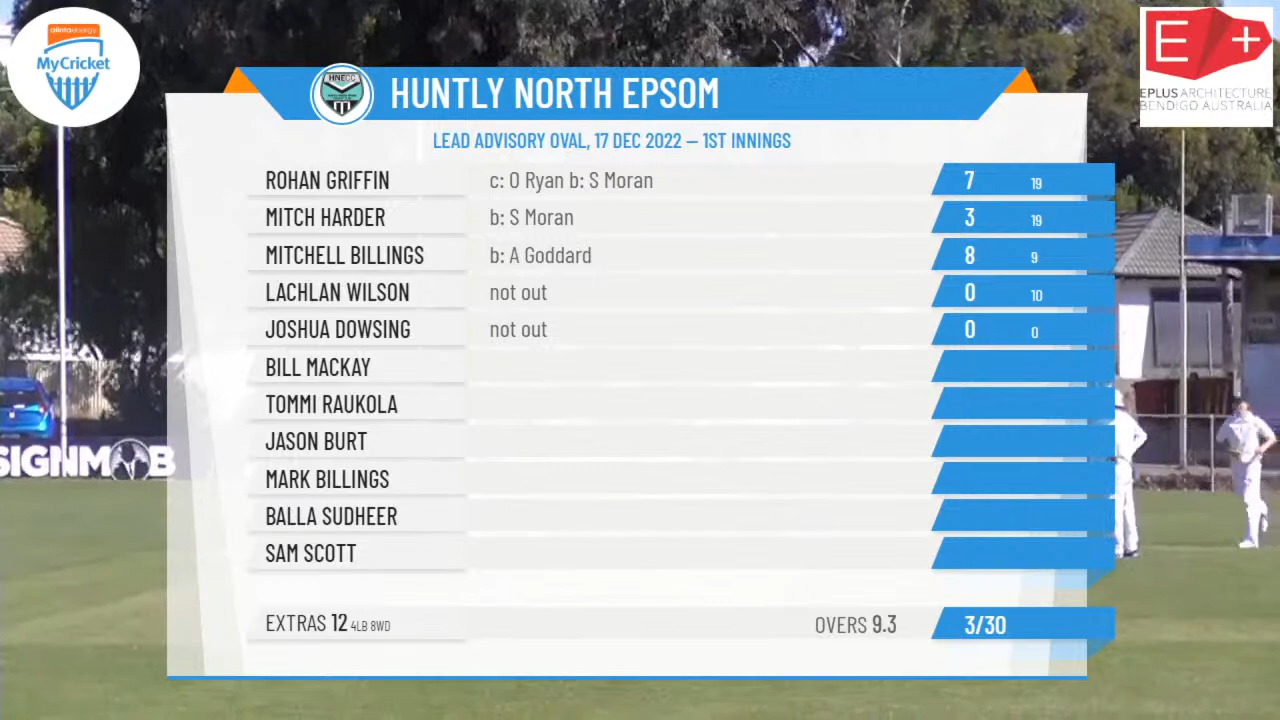 alinta energy
MyCricket
E+
EPLUS ARCHITECTURE
BENDIGO AUSTRALIA
HNECC
HUNTLY NORTH EPSOM
LEAD ADVISORY OVAL, 17 DEC 2022 – 1ST INNINGS
ROHAN GRIFFIN c: O Ryan b: S Moran 7 19
MITCH HARDER b: S Moran 3 19
MITCHELL BILLINGS b: A Goddard 8 9
LACHLAN WILSON not out 0 10
JOSHUA DOWSING not out 0 0
BILL MACKAY
TOMMI RAUKOLA
JASON BURT
MARK BILLINGS
BALLA SUDHEER
SAM SCOTT
EXTRAS 12 4LB 8WD OVERS 9.3 3/30
SIGNMOB